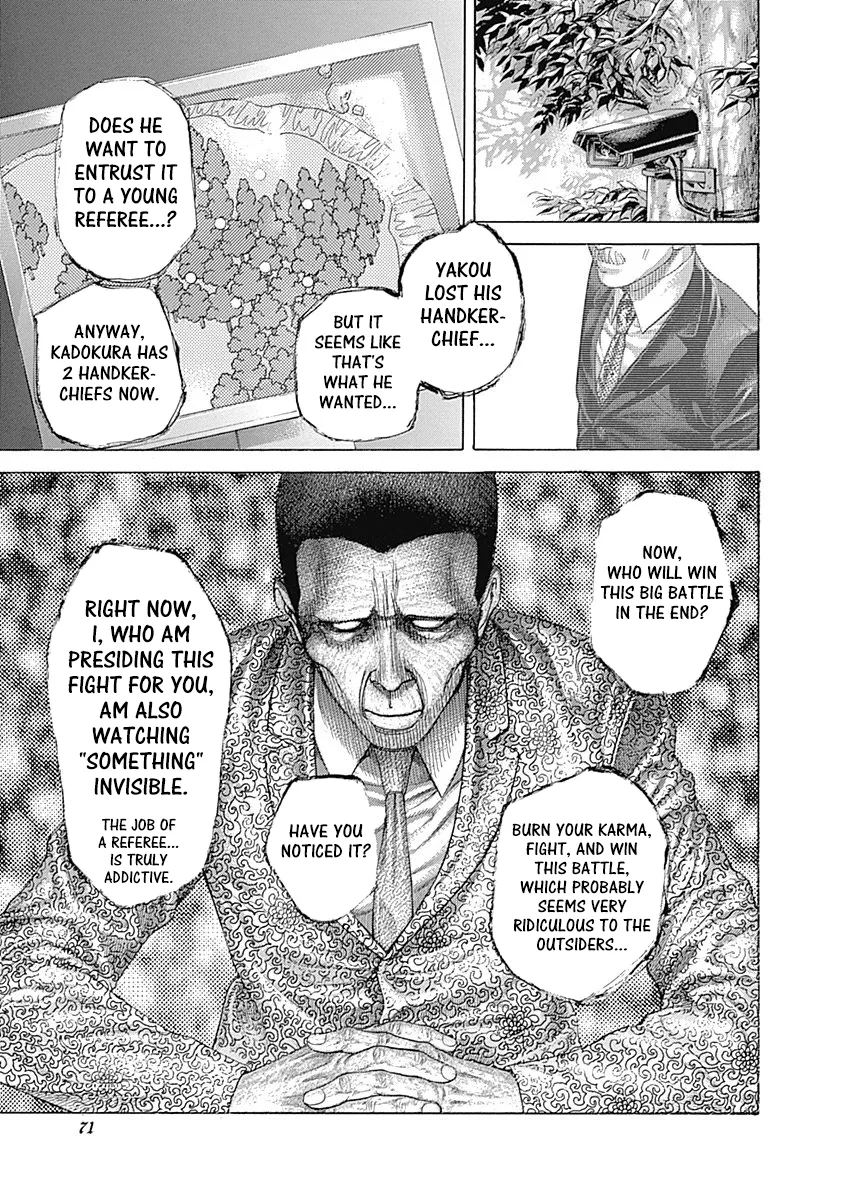 YAKOU
LOST HIS
HANDKER-
CHIEF...
BUT IT
SEEMS LIKE
THAT'S
WHAT HE
WANTED...
DOES HE
WANT TO
ENTRUST IT
TO A YOUNG
REFEREE...?
ANYWAY,
KADOKURA HAS
2 HANDKER-
CHIEFS NOW.
NOW,
WHO WILL WIN
THIS BIG BATTLE
IN THE END?
BURN YOUR KARMA,
FIGHT, AND WIN
THIS BATTLE,
WHICH PROBABLY
SEEMS VERY
RIDICULOUS TO THE
OUTSIDERS...
HAVE YOU
NOTICED IT?
RIGHT NOW,
I, WHO AM
PRESIDING THIS
FIGHT FOR YOU,
AM ALSO
WATCHING
"SOMETHING"
INVISIBLE.
THE JOB OF
A REFEREE...
IS TRULY
ADDICTIVE.
71